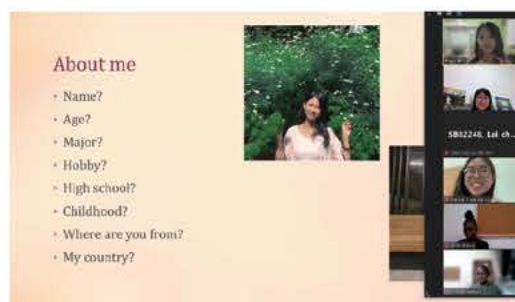 About me
• Name?
• Age?
• Major?
• Hobby?
• High school?
• Childhood?
• Where are you from?
• My country?